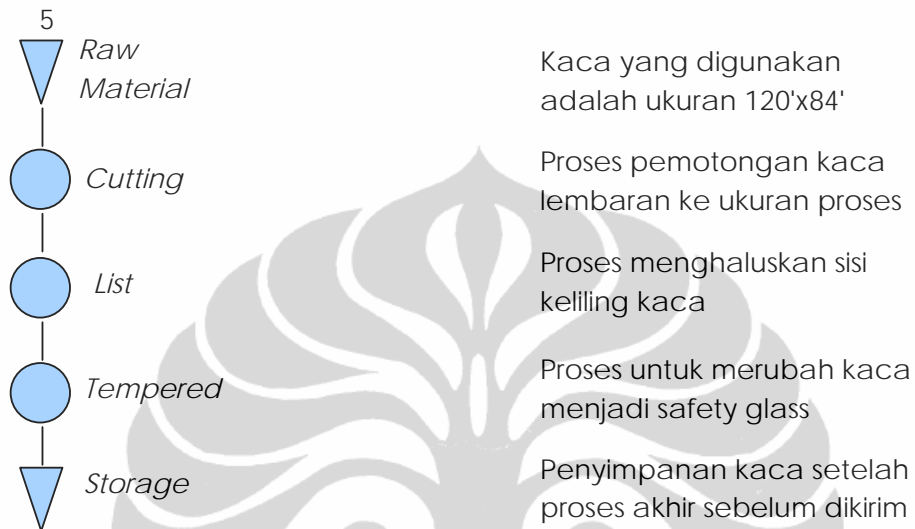 5
Raw
Material
Kaca yang digunakan
adalah ukuran 120'x84'
Cutting
Proses pemotongan kaca
lembaran ke ukuran proses
List
Proses menghaluskan sisi
keliling kaca
Tempered
Proses untuk merubah kaca
menjadi safety glass
Storage
Penyimpanan kaca setelah
proses akhir sebelum dikirim